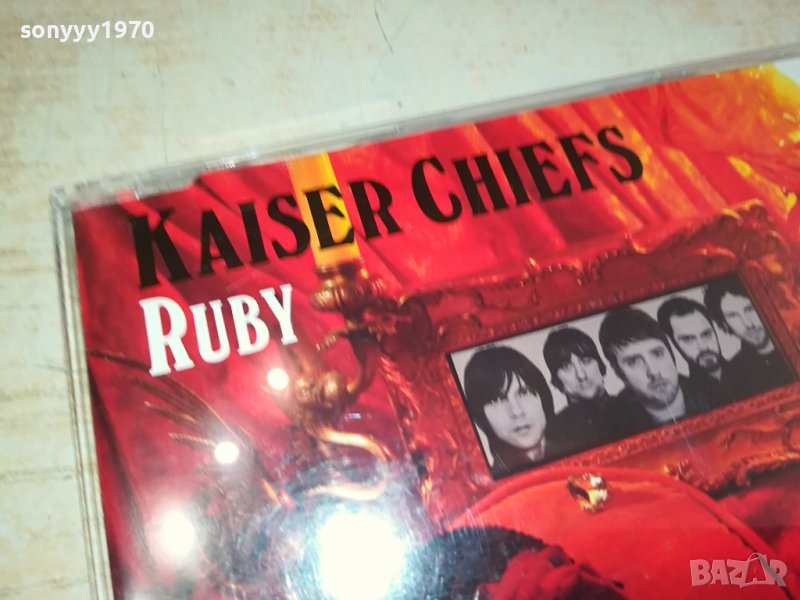 sonyyy1970
KAISER CHIEFS
RUBY
BAZAR